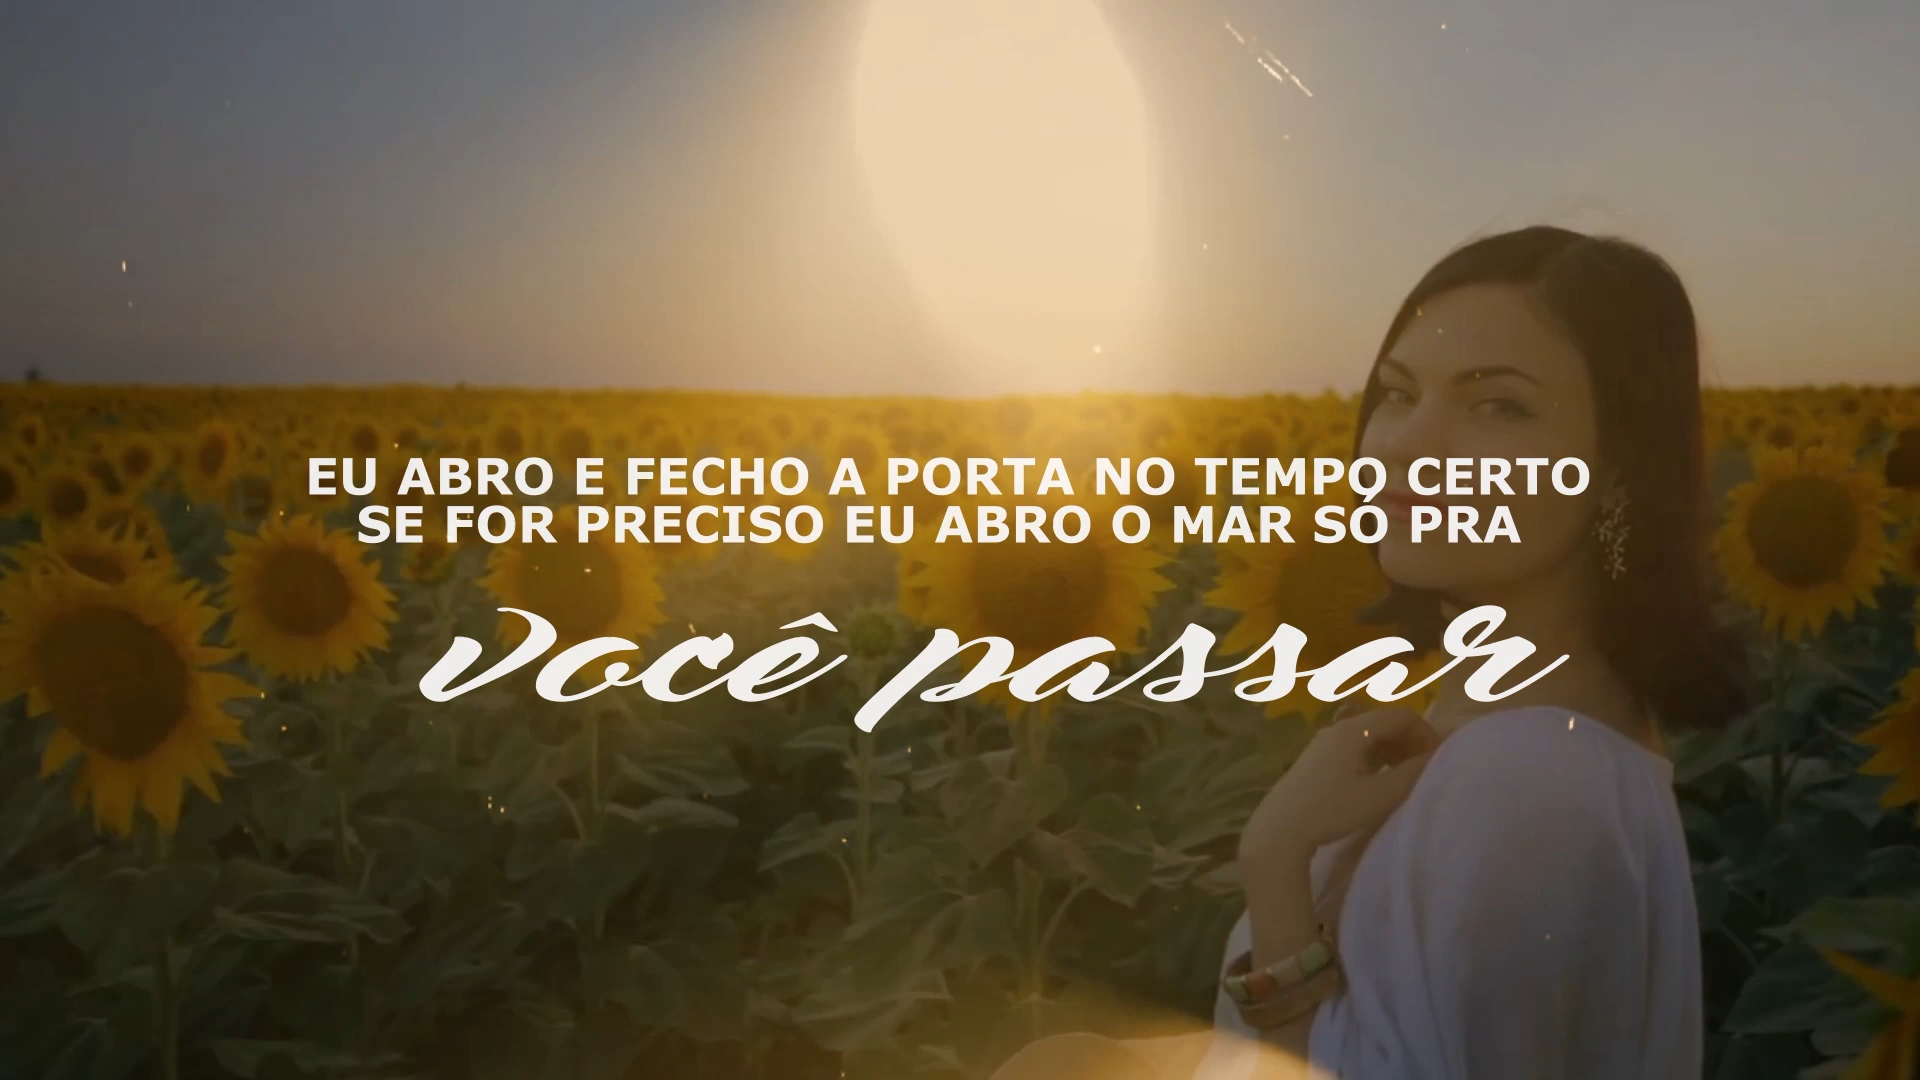 EU ABRO E FECHO A PORTA NO TEMPO CERTO
SE FOR PRECISO EU ABRO O MAR SÓ PRA
você passar